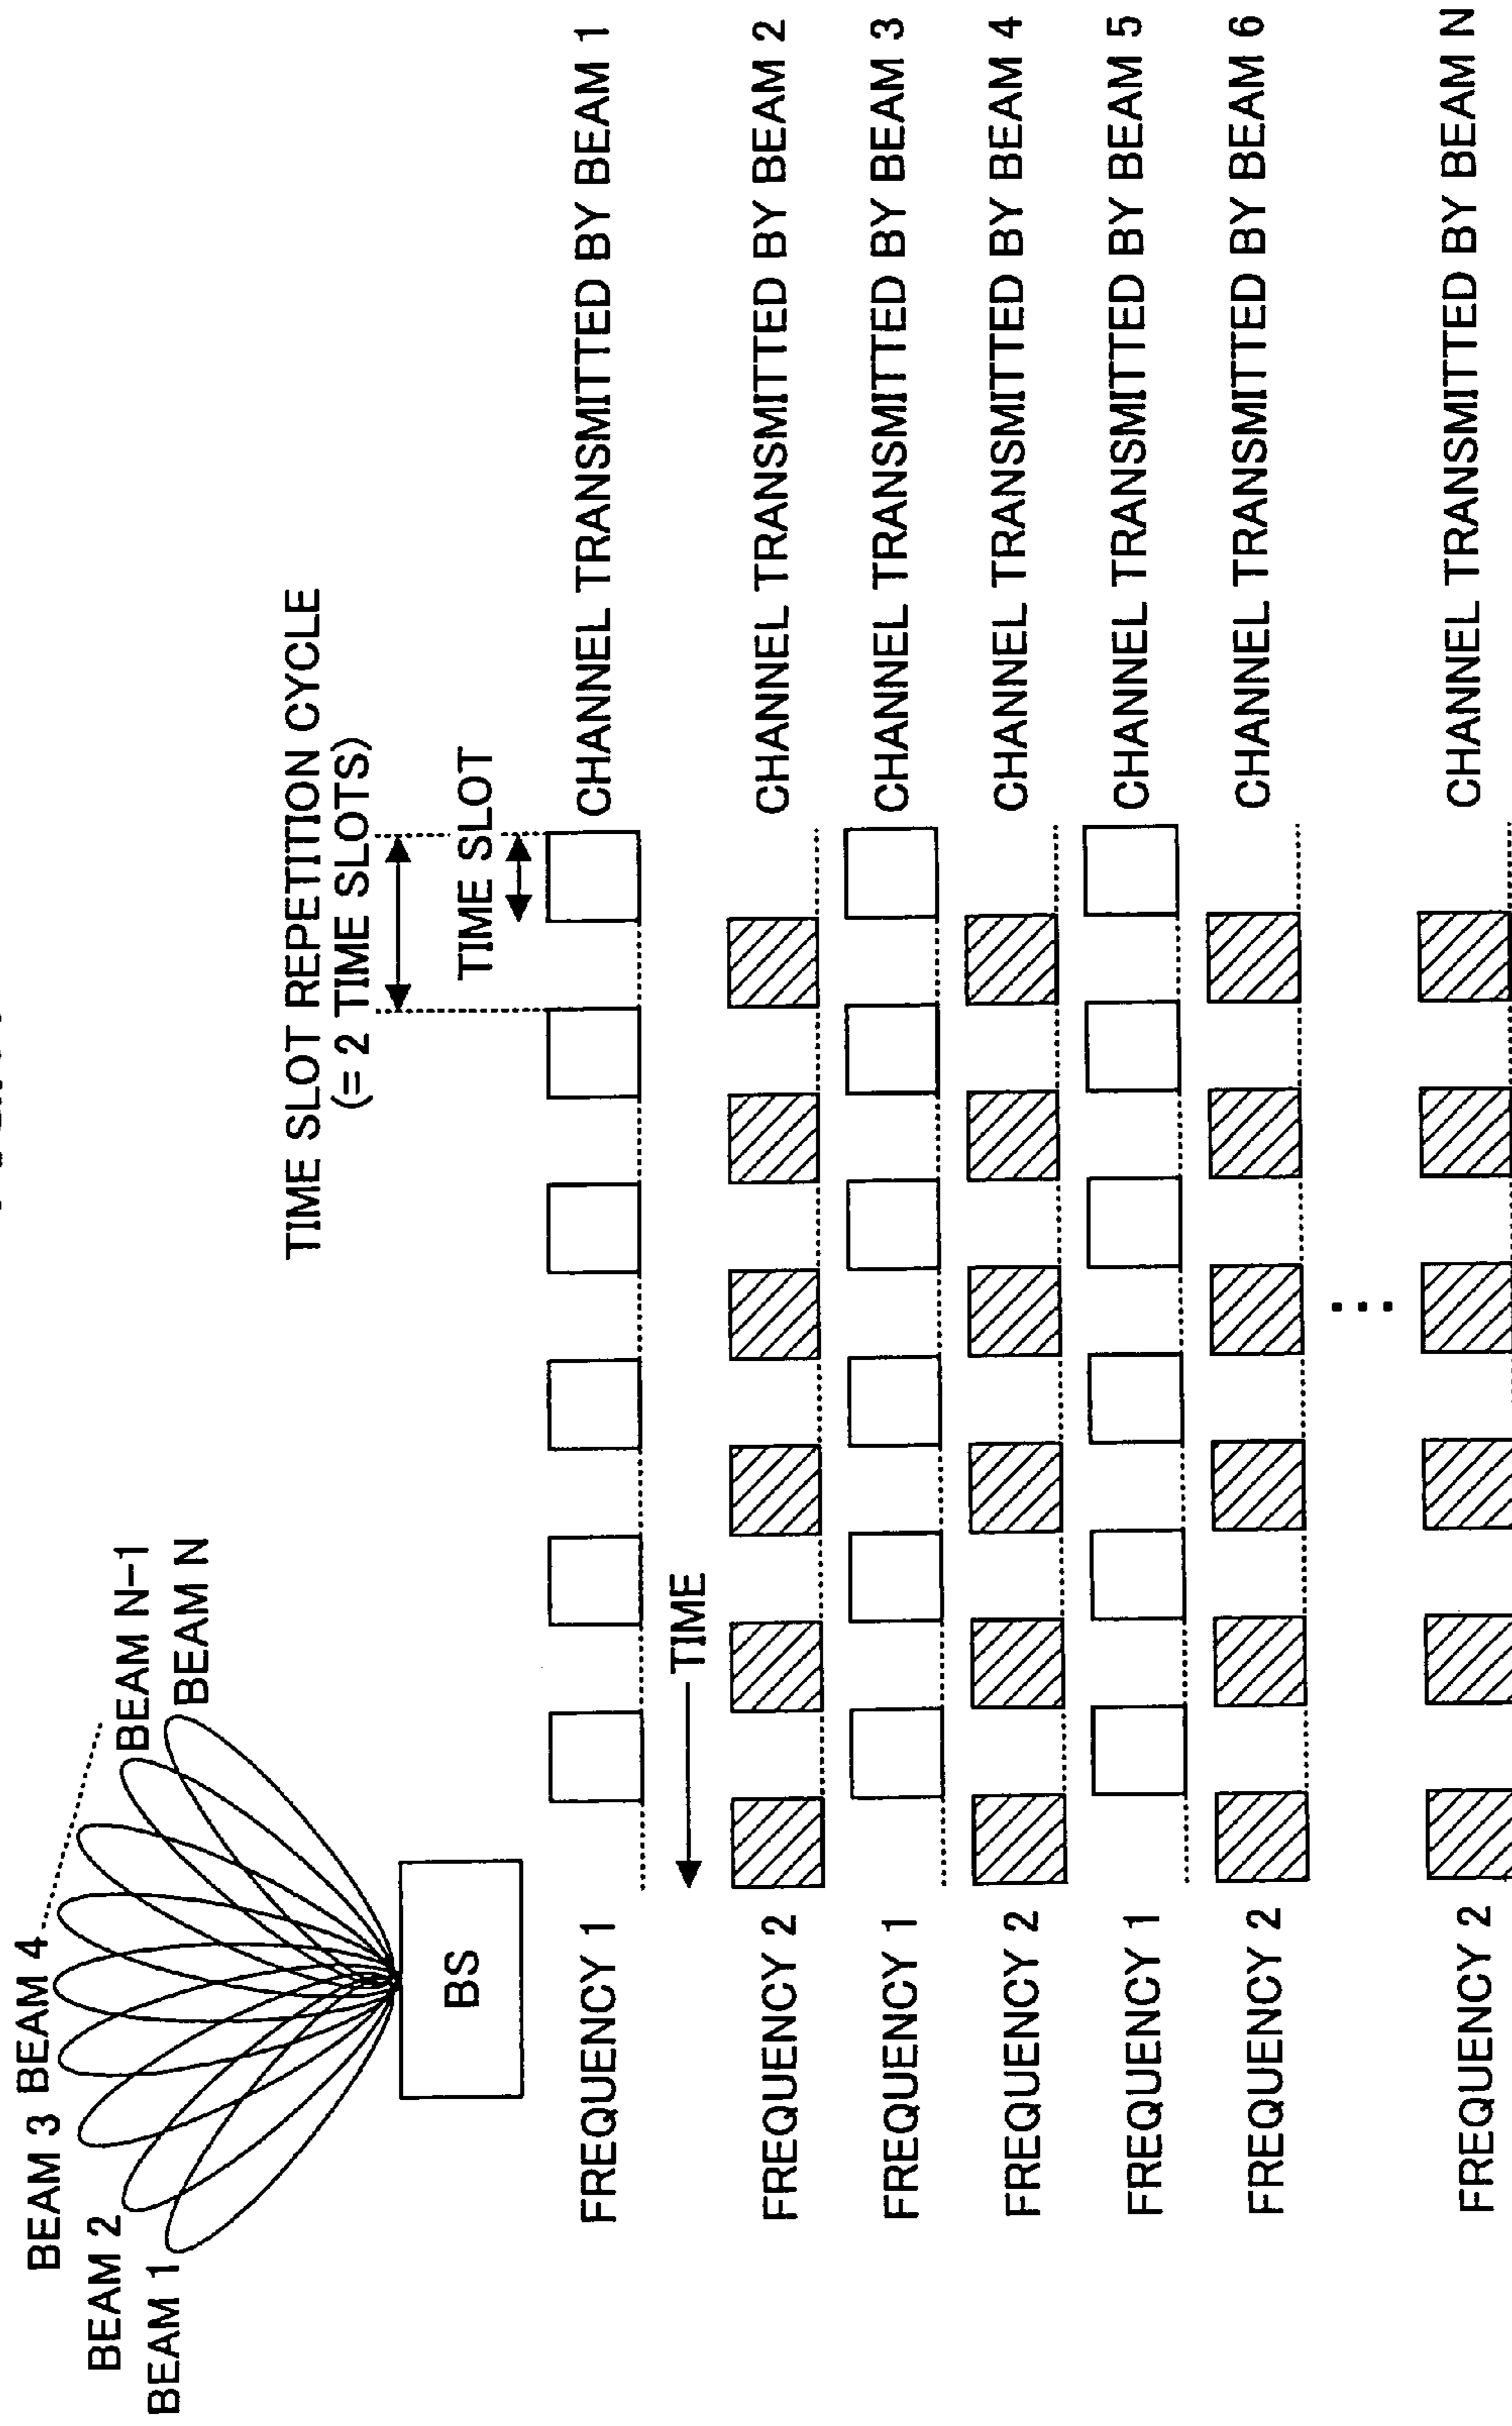 BEAM 1
BEAM 2
BEAM 3
BEAM 4
BEAM N-1
BEAM N
BS
TIME SLOT REPETITION CYCLE
(= 2 TIME SLOTS)
TIME SLOT
FREQUENCY 1
CHANNEL TRANSMITTED BY BEAM 1
TIME
FREQUENCY 2
CHANNEL TRANSMITTED BY BEAM 2
FREQUENCY 1
CHANNEL TRANSMITTED BY BEAM 3
FREQUENCY 2
CHANNEL TRANSMITTED BY BEAM 4
FREQUENCY 1
CHANNEL TRANSMITTED BY BEAM 5
FREQUENCY 2
CHANNEL TRANSMITTED BY BEAM 6
⋮
FREQUENCY 2
CHANNEL TRANSMITTED BY BEAM N